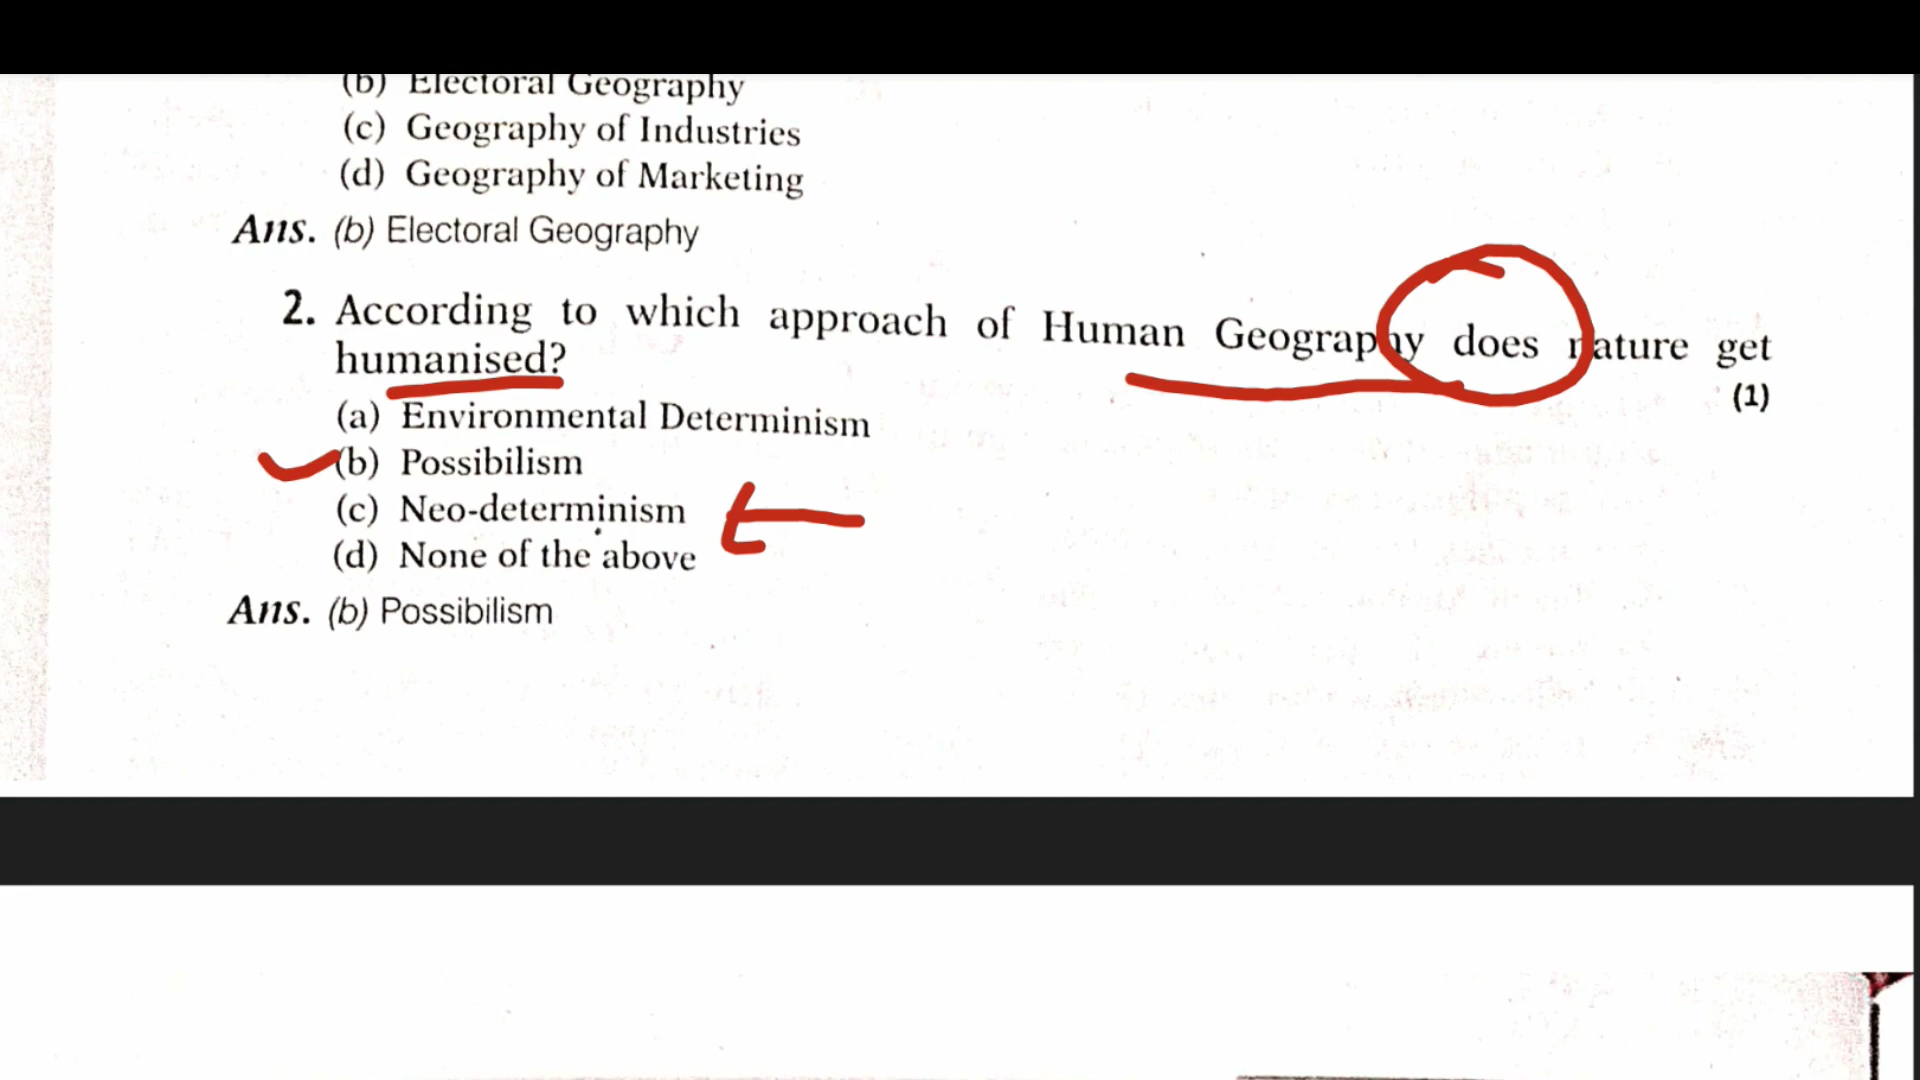 (b) Electoral Geography
(c) Geography of Industries
(d) Geography of Marketing
Ans. (b) Electoral Geography
2. According to which approach of Human Geography does nature get
humanised?
(1)
(a) Environmental Determinism
(b) Possibilism
(c) Neo-determinism
(d) None of the above
Ans. (b) Possibilism